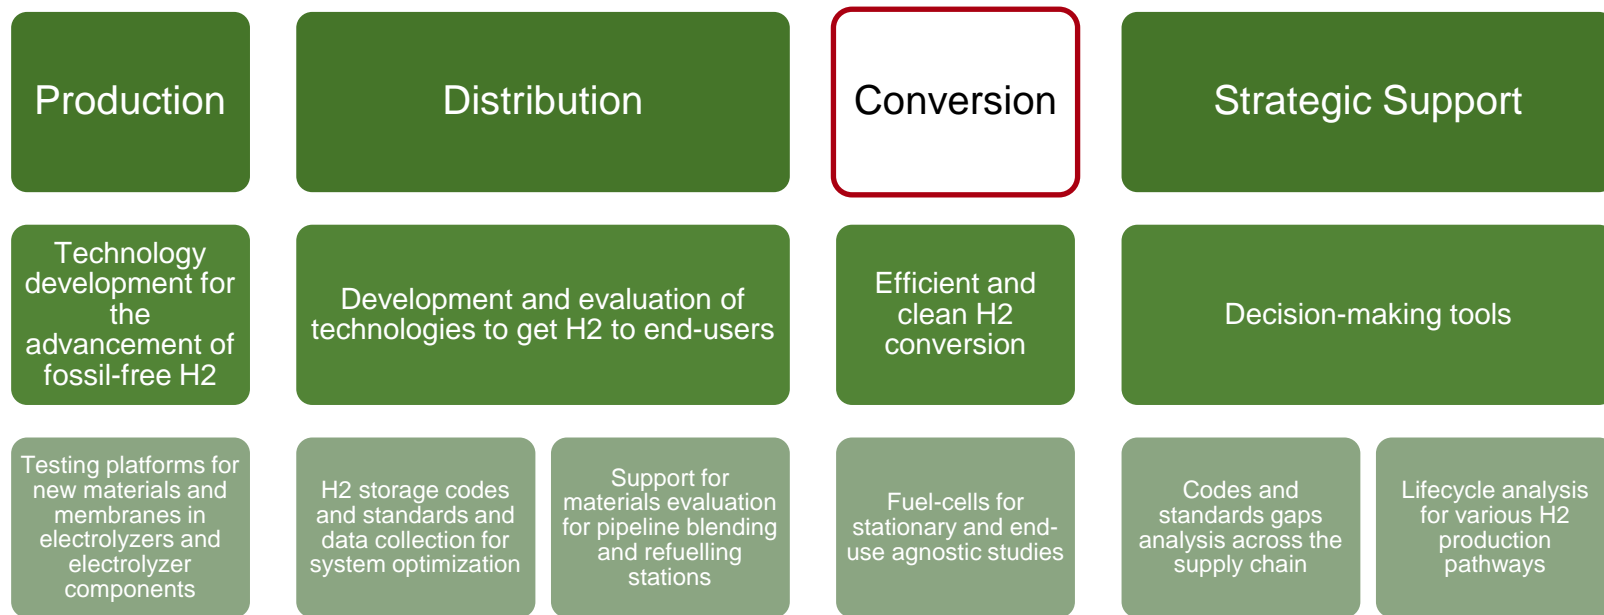 Production
Distribution
Conversion
Strategic Support
Technology
development for
the
advancement of
fossil-free H2
Development and evaluation of
technologies to get H2 to end-users
Efficient and
clean H2
conversion
Decision-making tools
Testing platforms for
new materials and
membranes in
electrolyzers and
electrolyzer
components
H2 storage codes
and standards and
data collection for
system optimization
Support for
materials evaluation
for pipeline blending
and refuelling
stations
Fuel-cells for
stationary and end-
use agnostic studies
Codes and
standards gaps
analysis across the
supply chain
Lifecycle analysis
for various H2
production
pathways